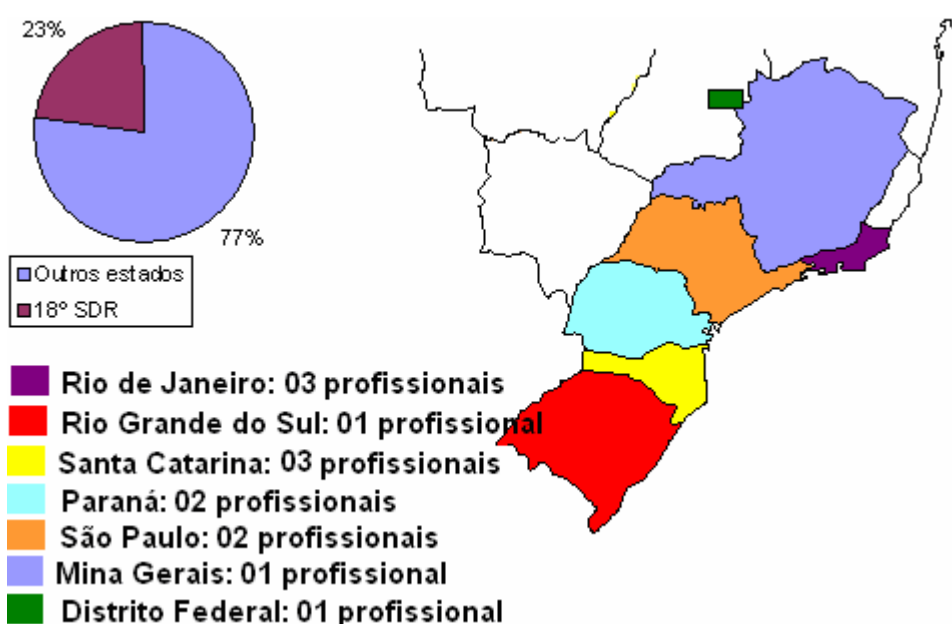 23%
77%
Outros estados
18º SDR
Rio de Janeiro: 03 profissionais
Rio Grande do Sul: 01 profissional
Santa Catarina: 03 profissionais
Paraná: 02 profissionais
São Paulo: 02 profissionais
Mina Gerais: 01 profissional
Distrito Federal: 01 profissional